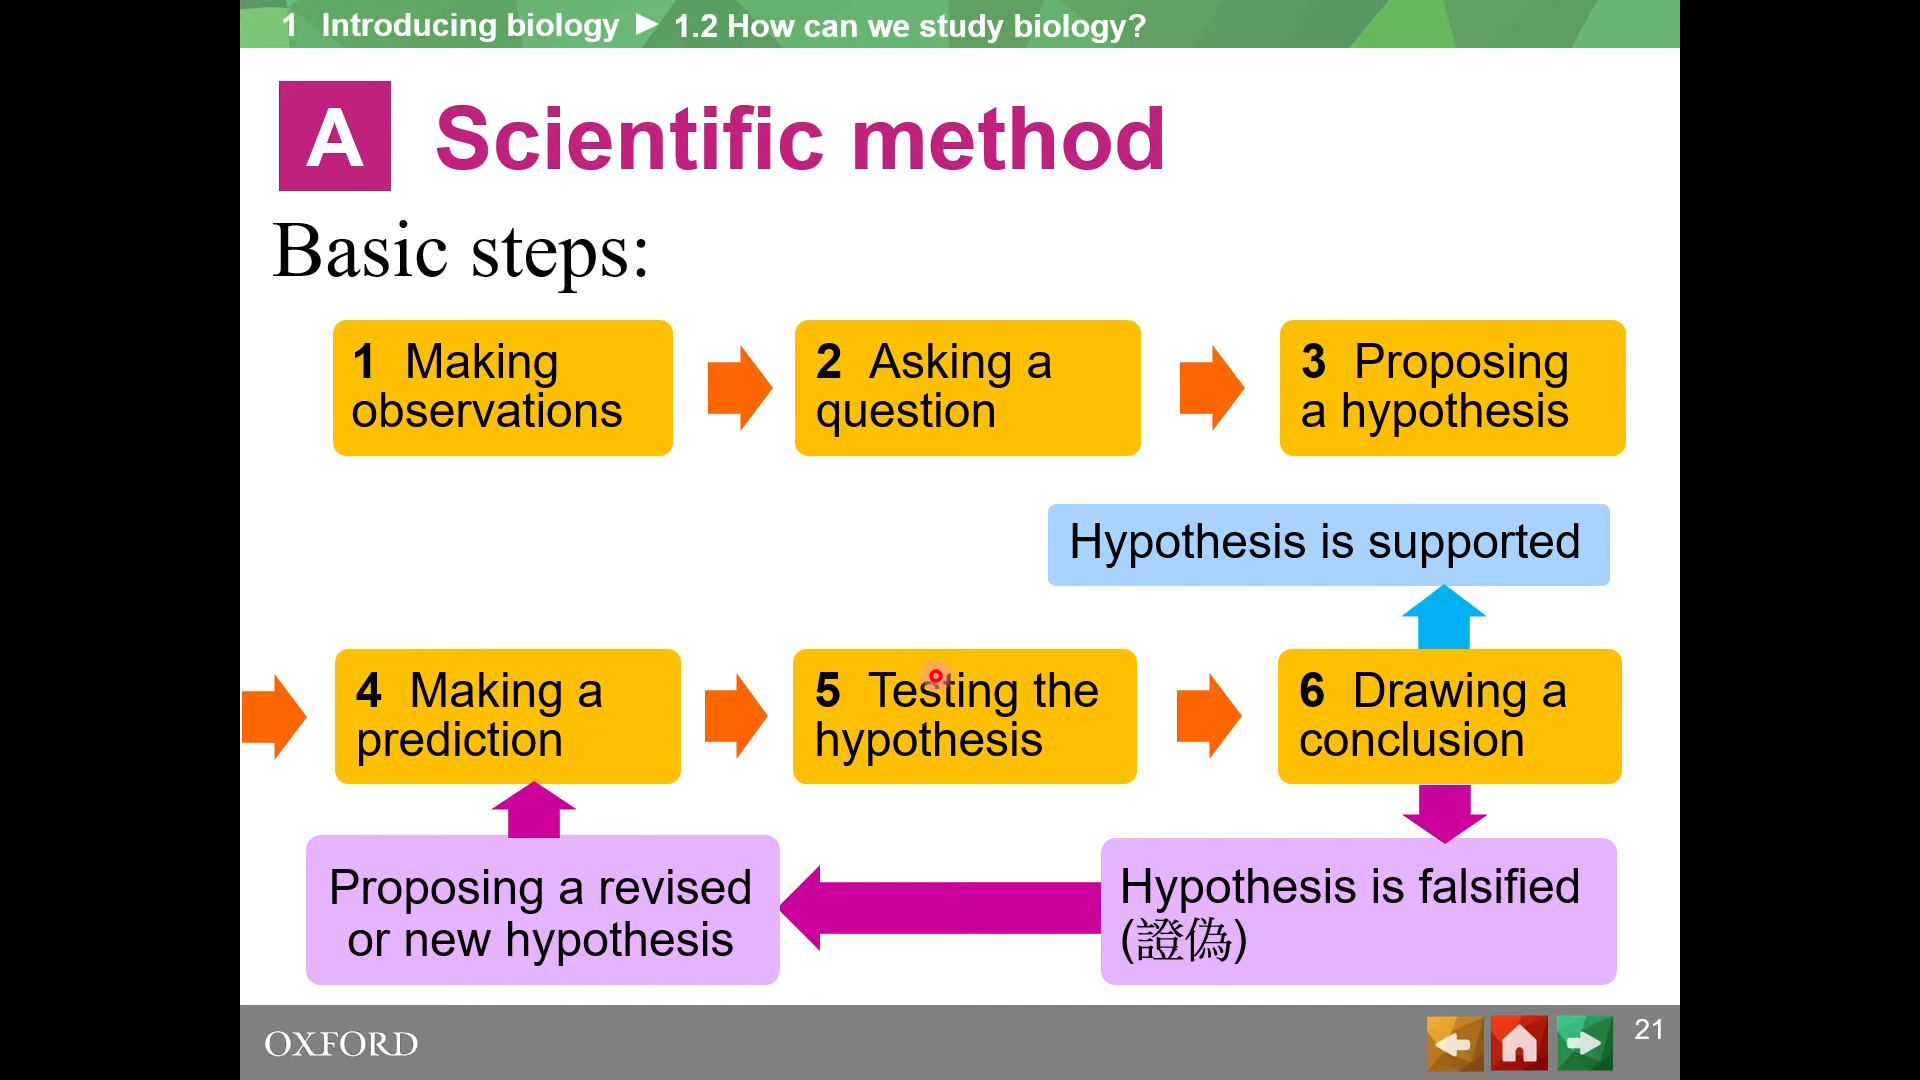 1 Introducing biology ► 1.2 How can we study biology?
A Scientific method
Basic steps:
1 Making
observations
2 Asking a
question
3 Proposing
a hypothesis
Hypothesis is supported
4 Making a
prediction
5 Testing the
hypothesis
6 Drawing a
conclusion
Proposing a revised
or new hypothesis
Hypothesis is falsified
(證偽)
OXFORD
21